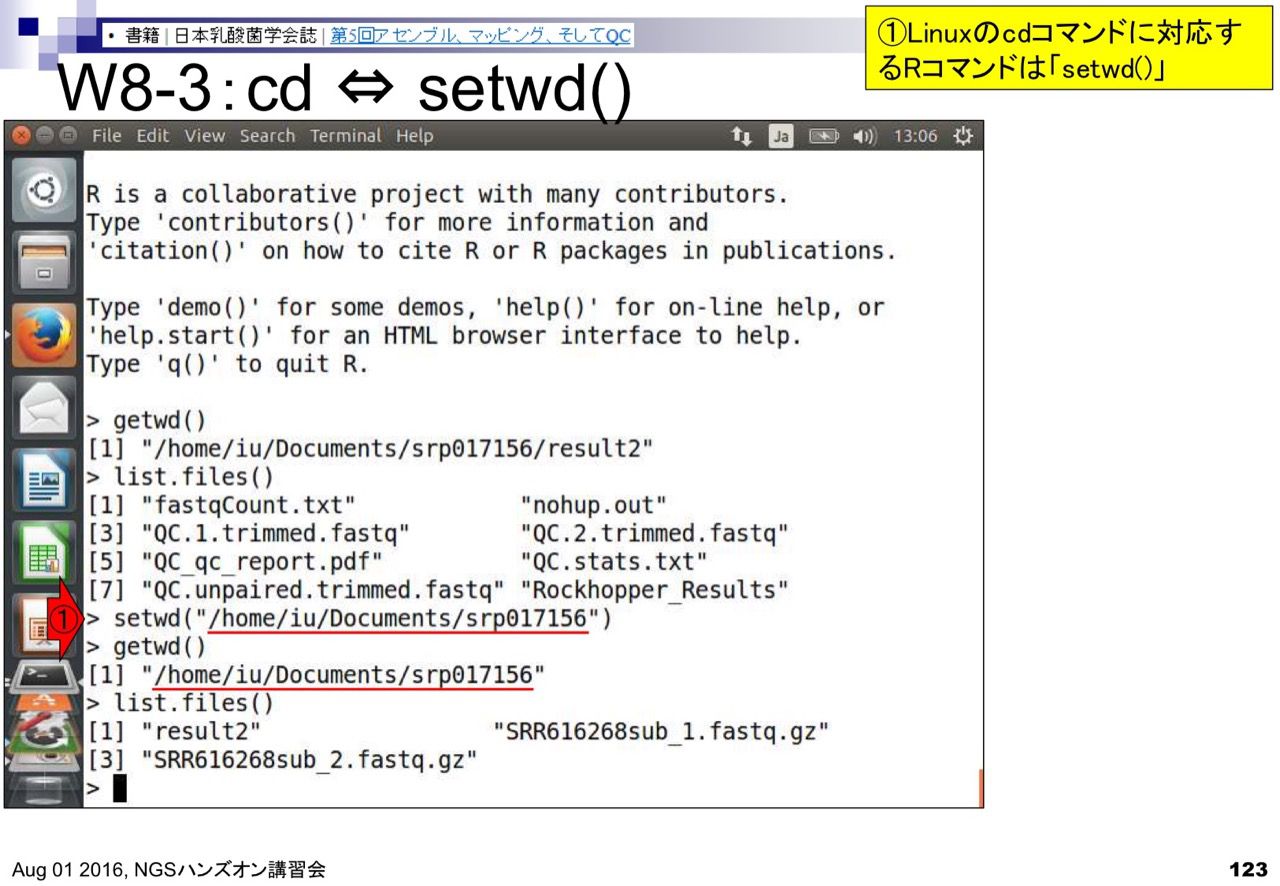 • 書籍 | 日本乳酸菌学会誌 | 第5回アセンブル、マッピング、そしてQC
①Linuxのcdコマンドに対応す
るRコマンドは「setwd()」
W8-3：cd ⇔ setwd()
File Edit View Search Terminal Help Ja 13:06
R is a collaborative project with many contributors.
Type 'contributors()' for more information and
'citation()' on how to cite R or R packages in publications.
Type 'demo()' for some demos, 'help()' for on-line help, or
'help.start()' for an HTML browser interface to help.
Type 'q()' to quit R.
> getwd()
[1] "/home/iu/Documents/srp017156/result2"
> list.files()
[1] "fastqCount.txt" "nohup.out"
[3] "QC.1.trimmed.fastq" "QC.2.trimmed.fastq"
[5] "QC_qc_report.pdf" "QC.stats.txt"
[7] "QC.unpaired.trimmed.fastq" "Rockhopper_Results"
① > setwd("/home/iu/Documents/srp017156")
> getwd()
[1] "/home/iu/Documents/srp017156"
> list.files()
[1] "result2" "SRR616268sub_1.fastq.gz"
[3] "SRR616268sub_2.fastq.gz"
>
Aug 01 2016, NGSハンズオン講習会
123